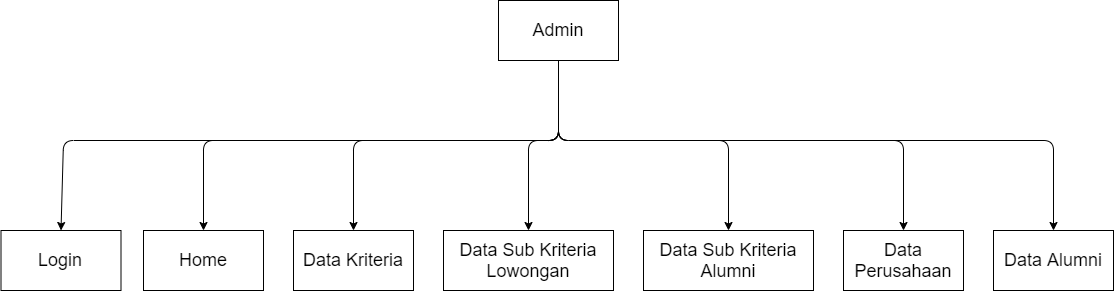 Admin
Login
Home
Data Kriteria
Data Sub Kriteria
Lowongan
Data Sub Kriteria
Alumni
Data
Perusahaan
Data Alumni